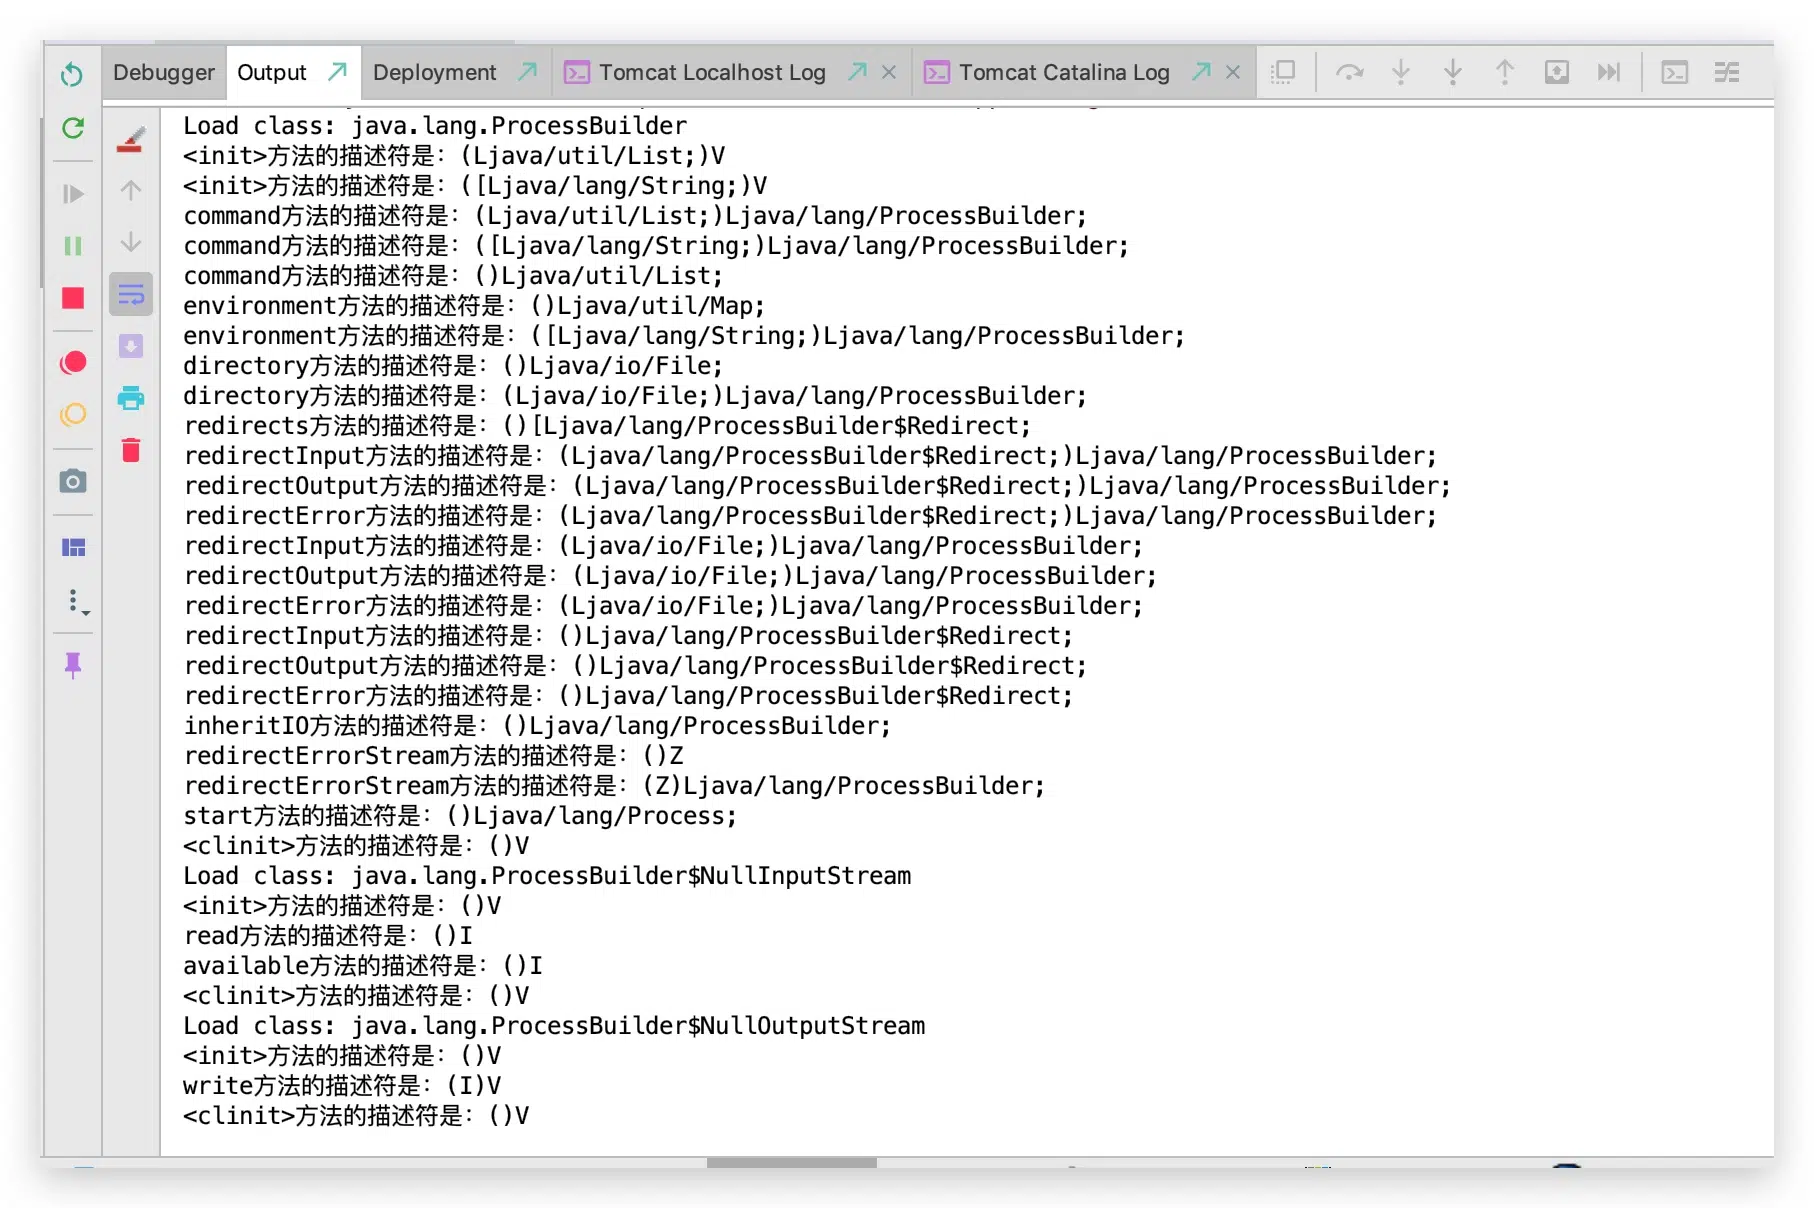 Debugger Output Deployment Tomcat Localhost Log Tomcat Catalina Log
Load class: java.lang.ProcessBuilder
<init>方法的描述符是：(Ljava/util/List;)V
<init>方法的描述符是：([Ljava/lang/String;)V
command方法的描述符是：(Ljava/util/List;)Ljava/lang/ProcessBuilder;
command方法的描述符是：([Ljava/lang/String;)Ljava/lang/ProcessBuilder;
command方法的描述符是：()Ljava/util/List;
environment方法的描述符是：()Ljava/util/Map;
environment方法的描述符是：([Ljava/lang/String;)Ljava/lang/ProcessBuilder;
directory方法的描述符是：()Ljava/io/File;
directory方法的描述符是：(Ljava/io/File;)Ljava/lang/ProcessBuilder;
redirects方法的描述符是：()[Ljava/lang/ProcessBuilder$Redirect;
redirectInput方法的描述符是：(Ljava/lang/ProcessBuilder$Redirect;)Ljava/lang/ProcessBuilder;
redirectOutput方法的描述符是：(Ljava/lang/ProcessBuilder$Redirect;)Ljava/lang/ProcessBuilder;
redirectError方法的描述符是：(Ljava/lang/ProcessBuilder$Redirect;)Ljava/lang/ProcessBuilder;
redirectInput方法的描述符是：(Ljava/io/File;)Ljava/lang/ProcessBuilder;
redirectOutput方法的描述符是：(Ljava/io/File;)Ljava/lang/ProcessBuilder;
redirectError方法的描述符是：(Ljava/io/File;)Ljava/lang/ProcessBuilder;
redirectInput方法的描述符是：()Ljava/lang/ProcessBuilder$Redirect;
redirectOutput方法的描述符是：()Ljava/lang/ProcessBuilder$Redirect;
redirectError方法的描述符是：()Ljava/lang/ProcessBuilder$Redirect;
inheritIO方法的描述符是：()Ljava/lang/ProcessBuilder;
redirectErrorStream方法的描述符是：()Z
redirectErrorStream方法的描述符是：(Z)Ljava/lang/ProcessBuilder;
start方法的描述符是：()Ljava/lang/Process;
<clinit>方法的描述符是：()V
Load class: java.lang.ProcessBuilder$NullInputStream
<init>方法的描述符是：()V
read方法的描述符是：()I
available方法的描述符是：()I
<clinit>方法的描述符是：()V
Load class: java.lang.ProcessBuilder$NullOutputStream
<init>方法的描述符是：()V
write方法的描述符是：(I)V
<clinit>方法的描述符是：()V